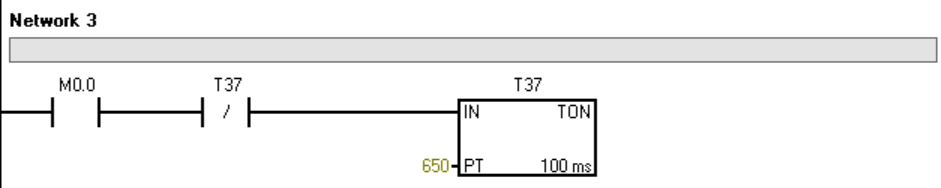 Network 3
M0.0 T37 T37
/ IN TON
650 PT 100 ms